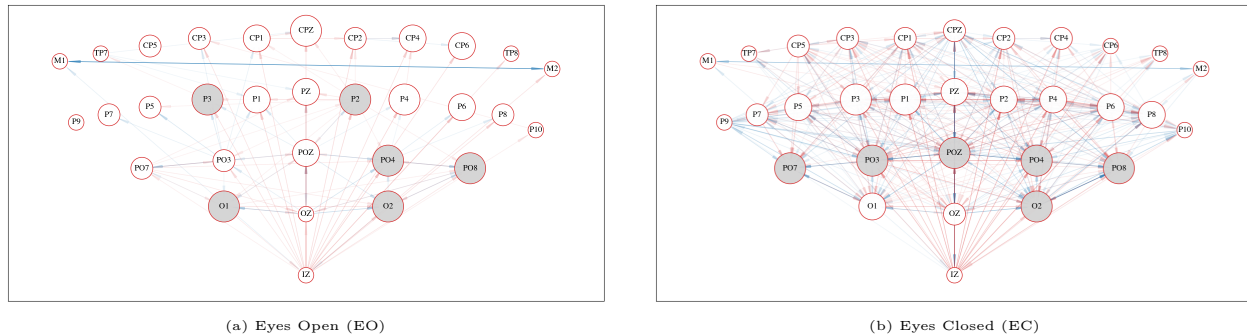 CPZ
CP3 CP1 CP2 CP4
TP7 CP5 CP6 TP8
M1 M2
PZ
P3 P1 P2 P4
P7 P5 P6 P8
P9 P10
POZ
PO7 PO3 PO4 PO8
O1 OZ O2
IZ
(a) Eyes Open (EO)
CPZ
CP3 CP1 CP2 CP4
TP7 CP5 CP6 TP8
M1 M2
PZ
P3 P1 P2 P4
P7 P5 P6 P8
P9 P10
POZ
PO7 PO3 PO4 PO8
O1 OZ O2
IZ
(b) Eyes Closed (EC)